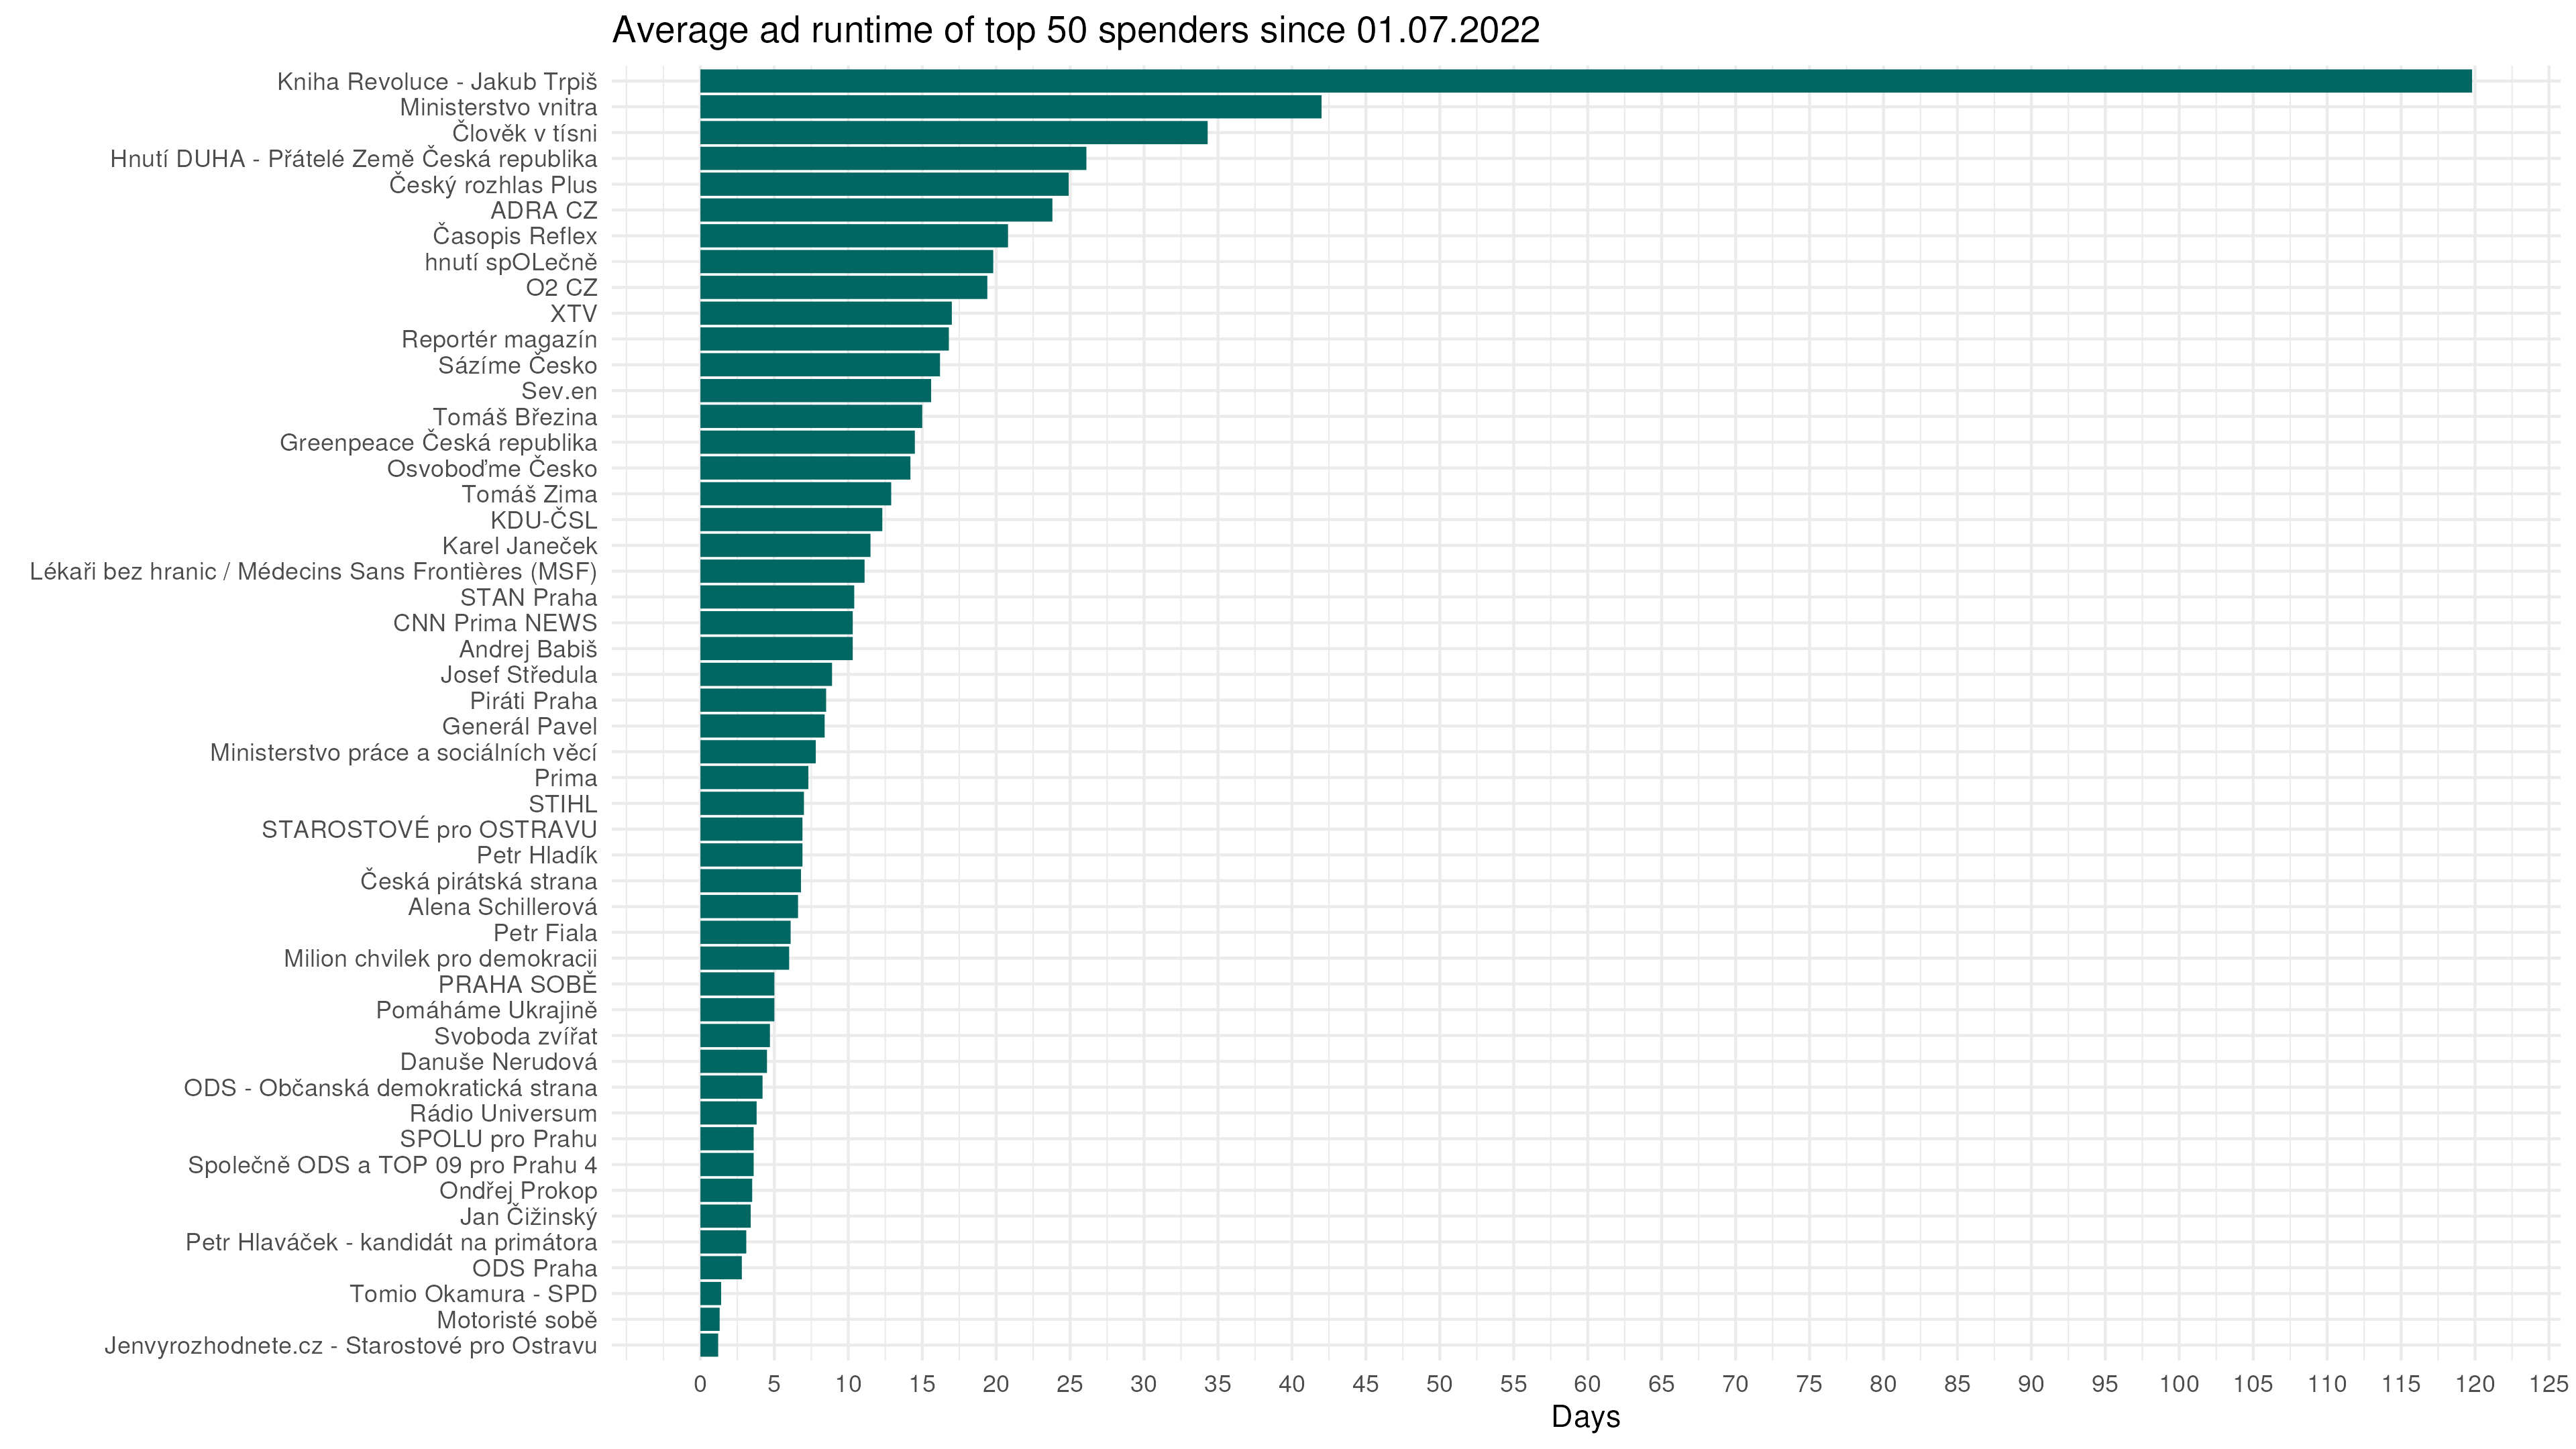 Average ad runtime of top 50 spenders since 01.07.2022
Kniha Revoluce - Jakub Trpiš
Ministerstvo vnitra
Člověk v tísni
Hnutí DUHA - Přátelé Země Česká republika
Český rozhlas Plus
ADRA CZ
Časopis Reflex
hnutí spOLečně
O2 CZ
XTV
Reportér magazín
Sázíme Česko
Sev.en
Tomáš Březina
Greenpeace Česká republika
Osvoboďme Česko
Tomáš Zima
KDU-ČSL
Karel Janeček
Lékaři bez hranic / Médecins Sans Frontières (MSF)
STAN Praha
CNN Prima NEWS
Andrej Babiš
Josef Středula
Piráti Praha
Generál Pavel
Ministerstvo práce a sociálních věcí
Prima
STIHL
STAROSTOVÉ pro OSTRAVU
Petr Hladík
Česká pirátská strana
Alena Schillerová
Petr Fiala
Milion chvilek pro demokracii
PRAHA SOBĚ
Pomáháme Ukrajině
Svoboda zvířat
Danuše Nerudová
ODS - Občanská demokratická strana
Rádio Universum
SPOLU pro Prahu
Společně ODS a TOP 09 pro Prahu 4
Ondřej Prokop
Jan Čižinský
Petr Hlaváček - kandidát na primátora
ODS Praha
Tomio Okamura - SPD
Motoristé sobě
Jenvyrozhodnete.cz - Starostové pro Ostravu
0 5 10 15 20 25 30 35 40 45 50 55 60 65 70 75 80 85 90 95 100 105 110 115 120 125
Days